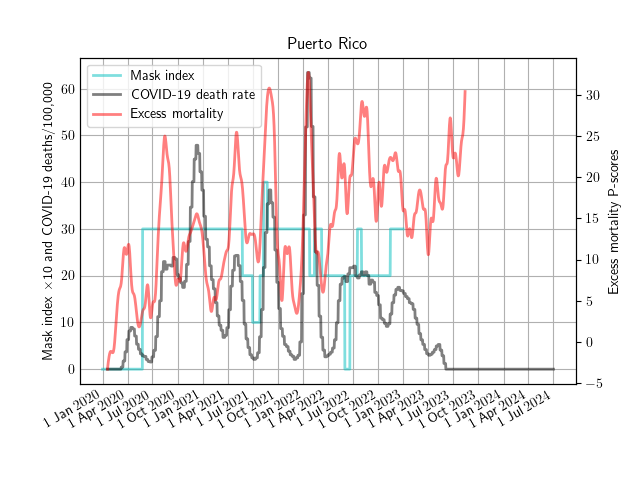 Puerto Rico
Mask index
COVID-19 death rate
Excess mortality
Mask index ×10 and COVID-19 deaths/100,000
60
50
40
30
20
10
0
Excess mortality P-scores
30
25
20
15
10
5
0
−5
1 Jan 2020
1 Apr 2020
1 Jul 2020
1 Oct 2020
1 Jan 2021
1 Apr 2021
1 Jul 2021
1 Oct 2021
1 Jan 2022
1 Apr 2022
1 Jul 2022
1 Oct 2022
1 Jan 2023
1 Apr 2023
1 Jul 2023
1 Oct 2023
1 Jan 2024
1 Apr 2024
1 Jul 2024